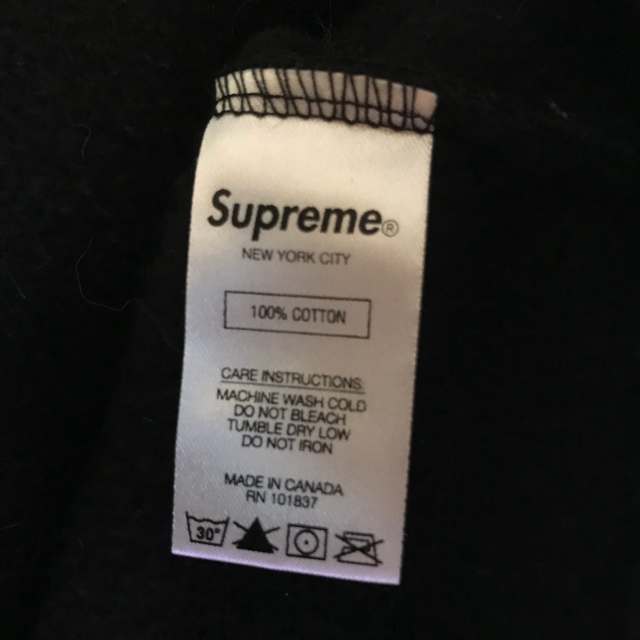 Supreme®
NEW YORK CITY
100% COTTON
CARE INSTRUCTIONS:
MACHINE WASH COLD
DO NOT BLEACH
TUMBLE DRY LOW
DO NOT IRON
MADE IN CANADA
RN 101837
30°